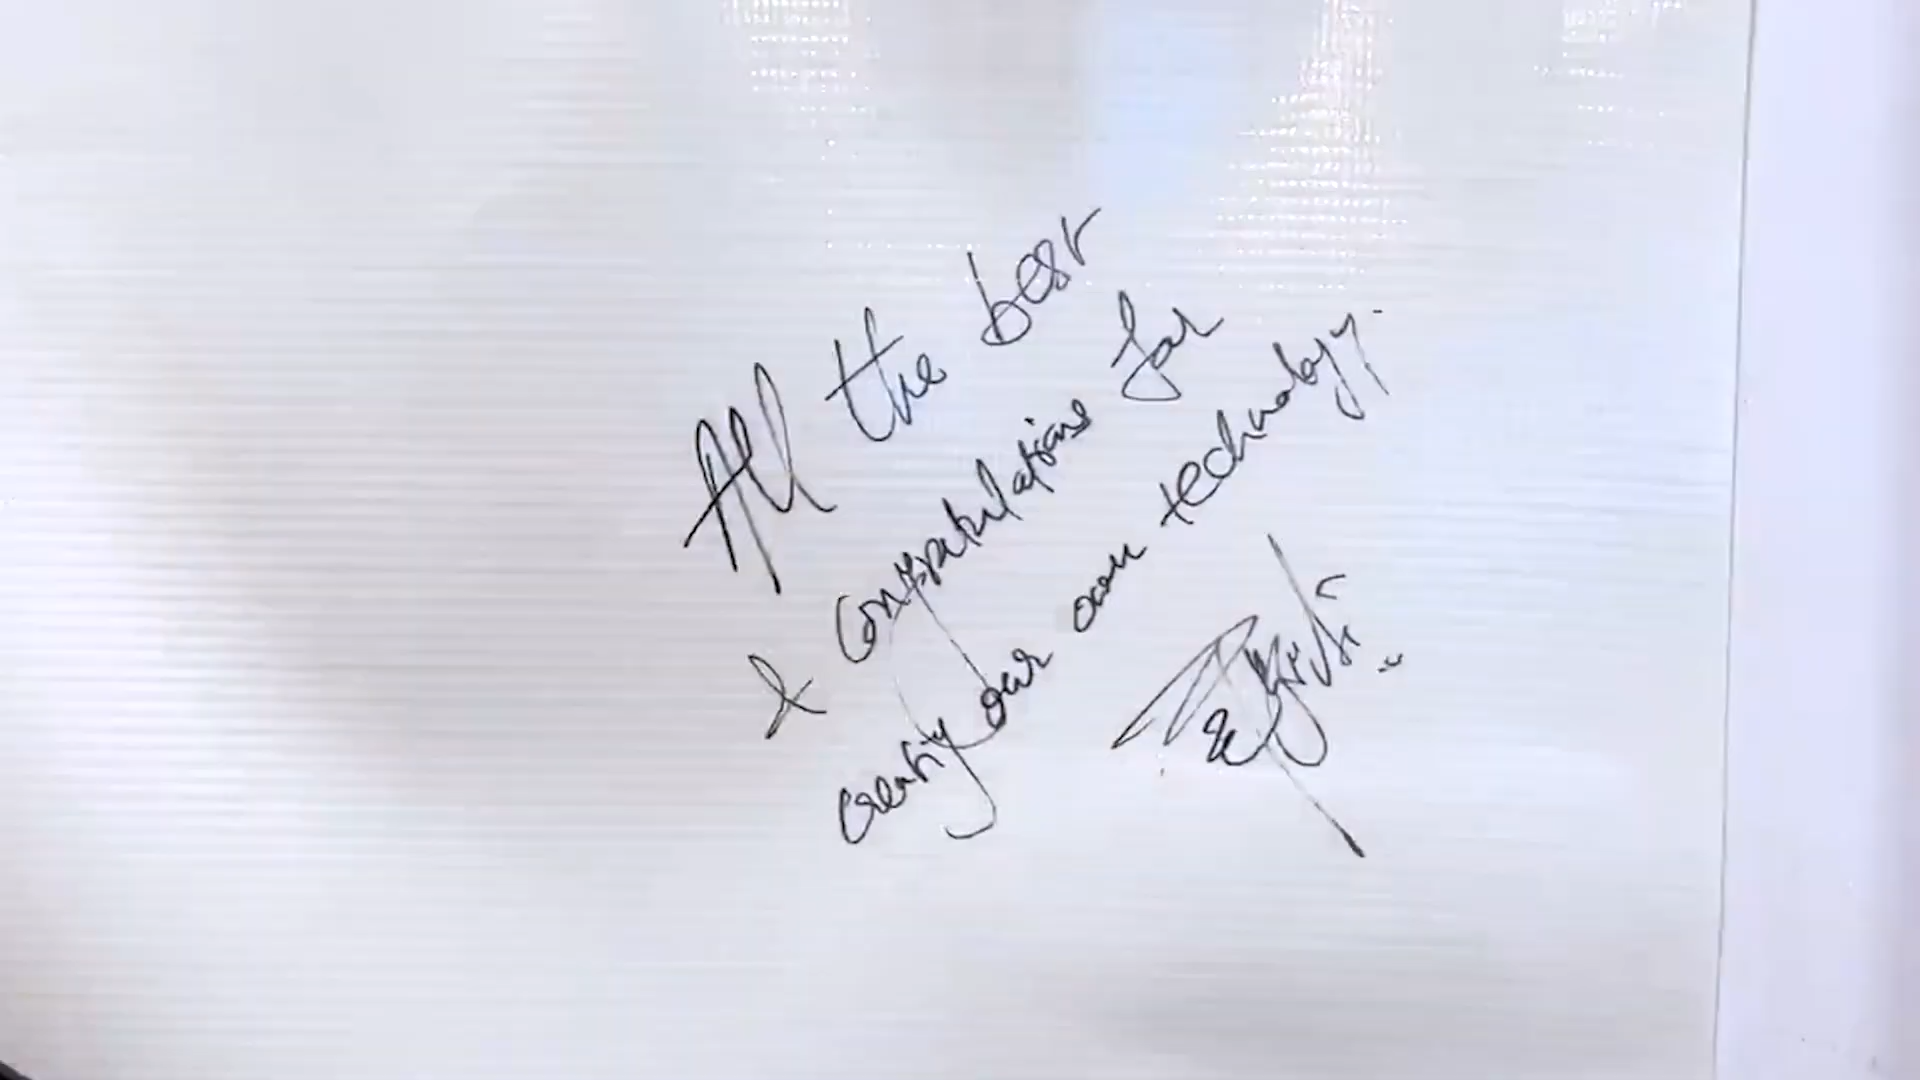 All the best
& congratulations for
creating our own technology.